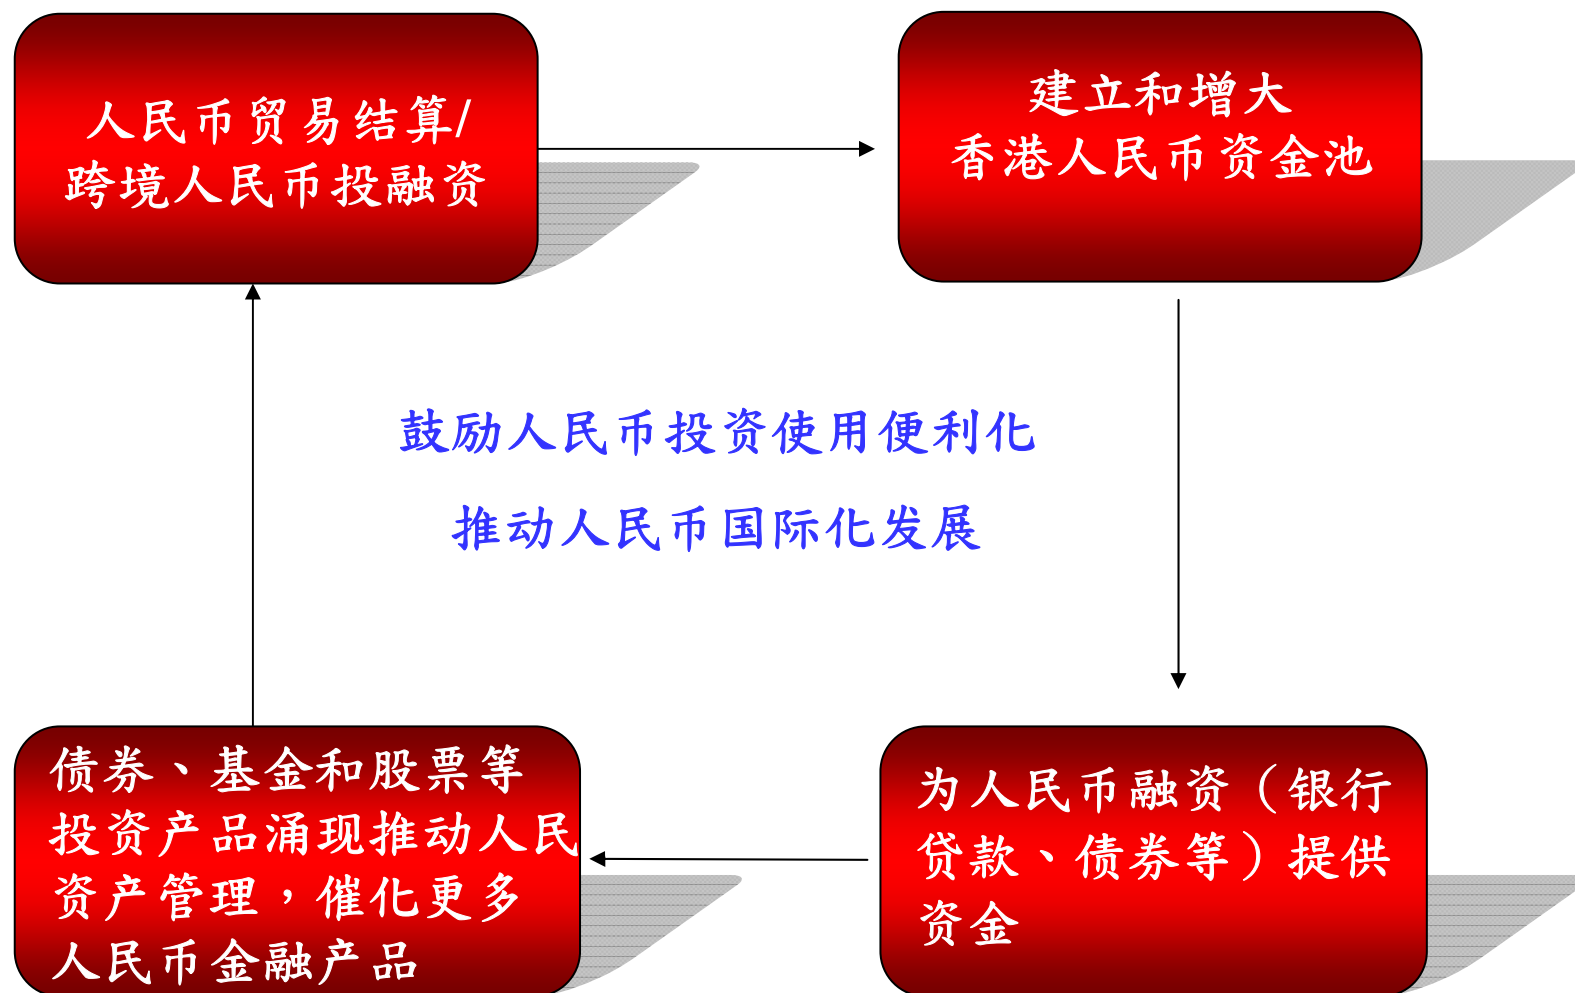 人民币贸易结算/
跨境人民币投融资
建立和增大
香港人民币资金池
鼓励人民币投资使用便利化
推动人民币国际化发展
债券、基金和股票等
投资产品涌现推动人民
资产管理，催化更多
人民币金融产品
为人民币融资（银行
贷款、债券等）提供
资金